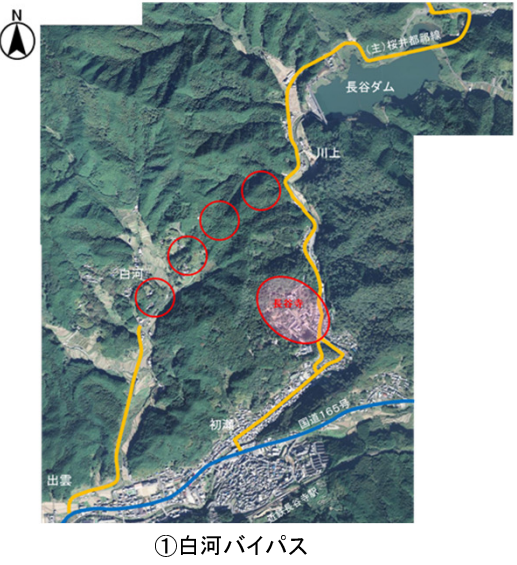 N
(主)桜井都祁線
長谷ダム
川上
白河
長谷寺
国道165号
初瀬
出雲
近鉄長谷寺駅
①白河バイパス